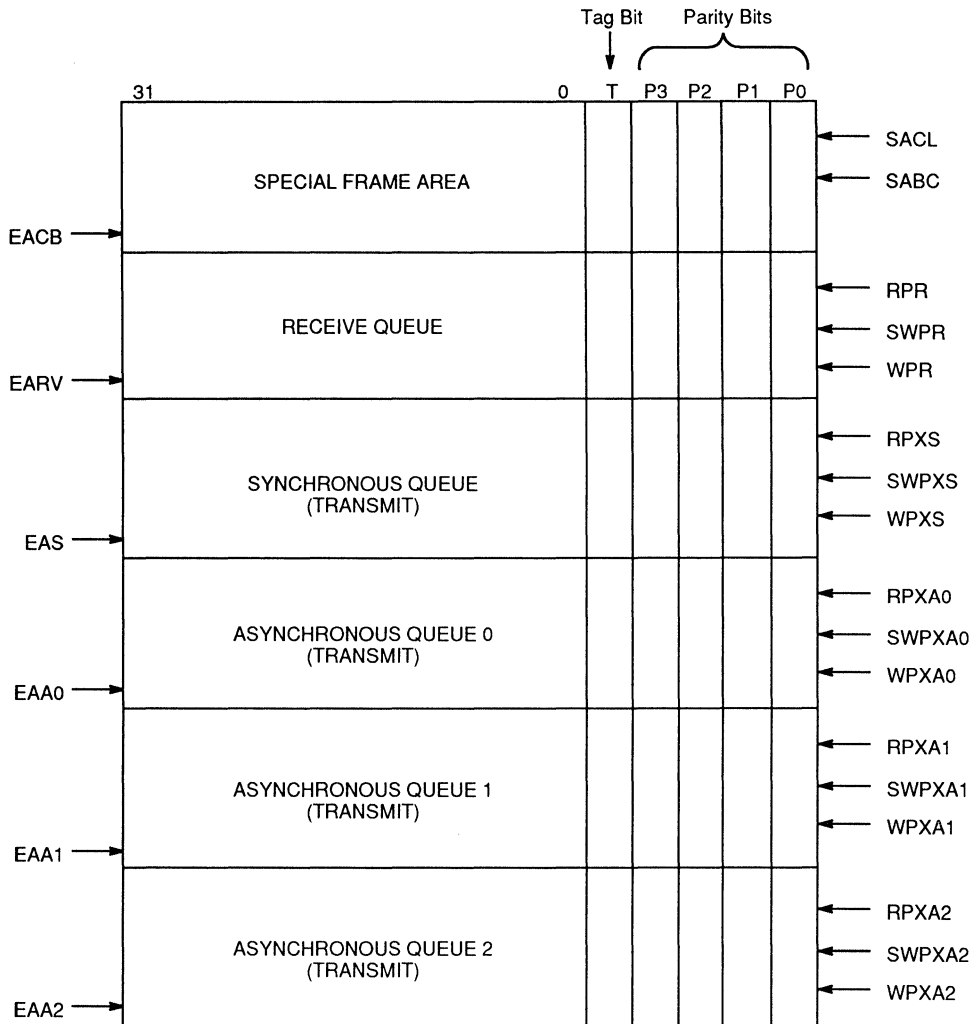 Tag Bit Parity Bits
31 0 T P3 P2 P1 P0
SACL
SPECIAL FRAME AREA
SABC
EACB
RPR
RECEIVE QUEUE
SWPR
WPR
EARV
RPXS
SYNCHRONOUS QUEUE
(TRANSMIT)
SWPXS
WPXS
EAS
RPXA0
ASYNCHRONOUS QUEUE 0
(TRANSMIT)
SWPXA0
WPXA0
EAA0
RPXA1
ASYNCHRONOUS QUEUE 1
(TRANSMIT)
SWPXA1
WPXA1
EAA1
RPXA2
ASYNCHRONOUS QUEUE 2
(TRANSMIT)
SWPXA2
WPXA2
EAA2